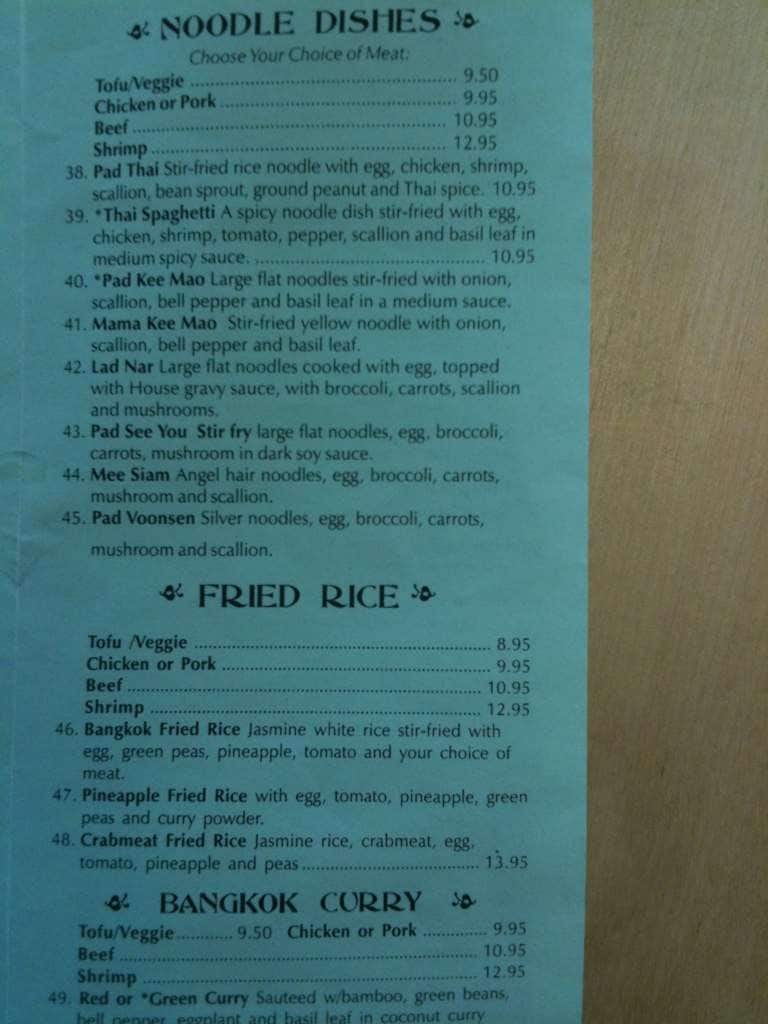 NOODLE DISHES
Choose Your Choice of Meat:
Tofu/Veggie ........ 9.50
Chicken or Pork ........ 9.95
Beef ........ 10.95
Shrimp ........ 12.95
38. Pad Thai Stir-fried rice noodle with egg, chicken, shrimp,
scallion, bean sprout, ground peanut and Thai spice. 10.95
39. *Thai Spaghetti A spicy noodle dish stir-fried with egg,
chicken, shrimp, tomato, pepper, scallion and basil leaf in
medium spicy sauce. ........ 10.95
40. *Pad Kee Mao Large flat noodles stir-fried with onion,
scallion, bell pepper and basil leaf in a medium sauce.
41. Mama Kee Mao Stir-fried yellow noodle with onion,
scallion, bell pepper and basil leaf.
42. Lad Nar Large flat noodles cooked with egg, topped
with House gravy sauce, with broccoli, carrots, scallion
and mushrooms.
43. Pad See You Stir fry large flat noodles, egg, broccoli,
carrots, mushroom in dark soy sauce.
44. Mee Siam Angel hair noodles, egg, broccoli, carrots,
mushroom and scallion.
45. Pad Voonsen Silver noodles, egg, broccoli, carrots,
mushroom and scallion.
FRIED RICE
Tofu /Veggie ........ 8.95
Chicken or Pork ........ 9.95
Beef ........ 10.95
Shrimp ........ 12.95
46. Bangkok Fried Rice Jasmine white rice stir-fried with
egg, green peas, pineapple, tomato and your choice of
meat.
47. Pineapple Fried Rice with egg, tomato, pineapple, green
peas and curry powder.
48. Crabmeat Fried Rice Jasmine rice, crabmeat, egg,
tomato, pineapple and peas ........ 13.95
BANGKOK CURRY
Tofu/Veggie ........ 9.50 Chicken or Pork ........ 9.95
Beef ........ 10.95
Shrimp ........ 12.95
49. Red or *Green Curry Sauteed w/bamboo, green beans,
bell pepper, eggplant and basil leaf in coconut curry